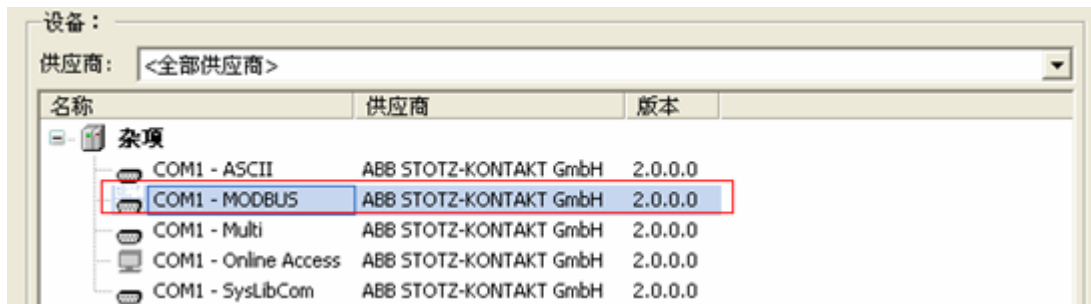 设备：
供应商： <全部供应商>
名称 供应商 版本
杂项
COM1 - ASCII ABB STOTZ-KONTAKT GmbH 2.0.0.0
COM1 - MODBUS ABB STOTZ-KONTAKT GmbH 2.0.0.0
COM1 - Multi ABB STOTZ-KONTAKT GmbH 2.0.0.0
COM1 - Online Access ABB STOTZ-KONTAKT GmbH 2.0.0.0
COM1 - SysLibCom ABB STOTZ-KONTAKT GmbH 2.0.0.0